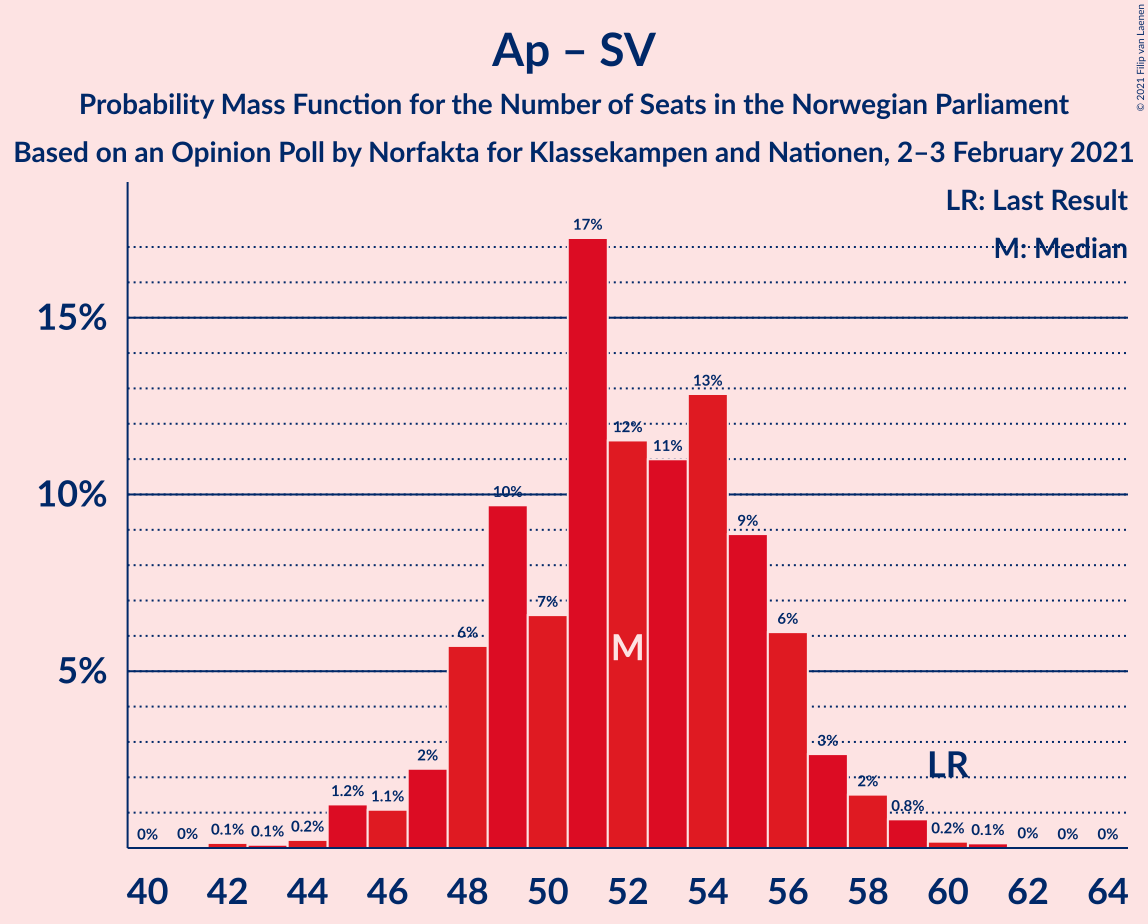 Ap – SV
Probability Mass Function for the Number of Seats in the Norwegian Parliament
Based on an Opinion Poll by Norfakta for Klassekampen and Nationen, 2–3 February 2021
© 2021 Filip van Laenen
LR: Last Result
M: Median
15%
10%
5%
0% 0% 0.1% 0.1% 0.2% 1.2% 1.1% 2% 6% 10% 7% 17% 12% 11% 13% 9% 6% 3% 2% 0.8% 0.2% 0.1% 0% 0% 0%
M
LR
40 42 44 46 48 50 52 54 56 58 60 62 64